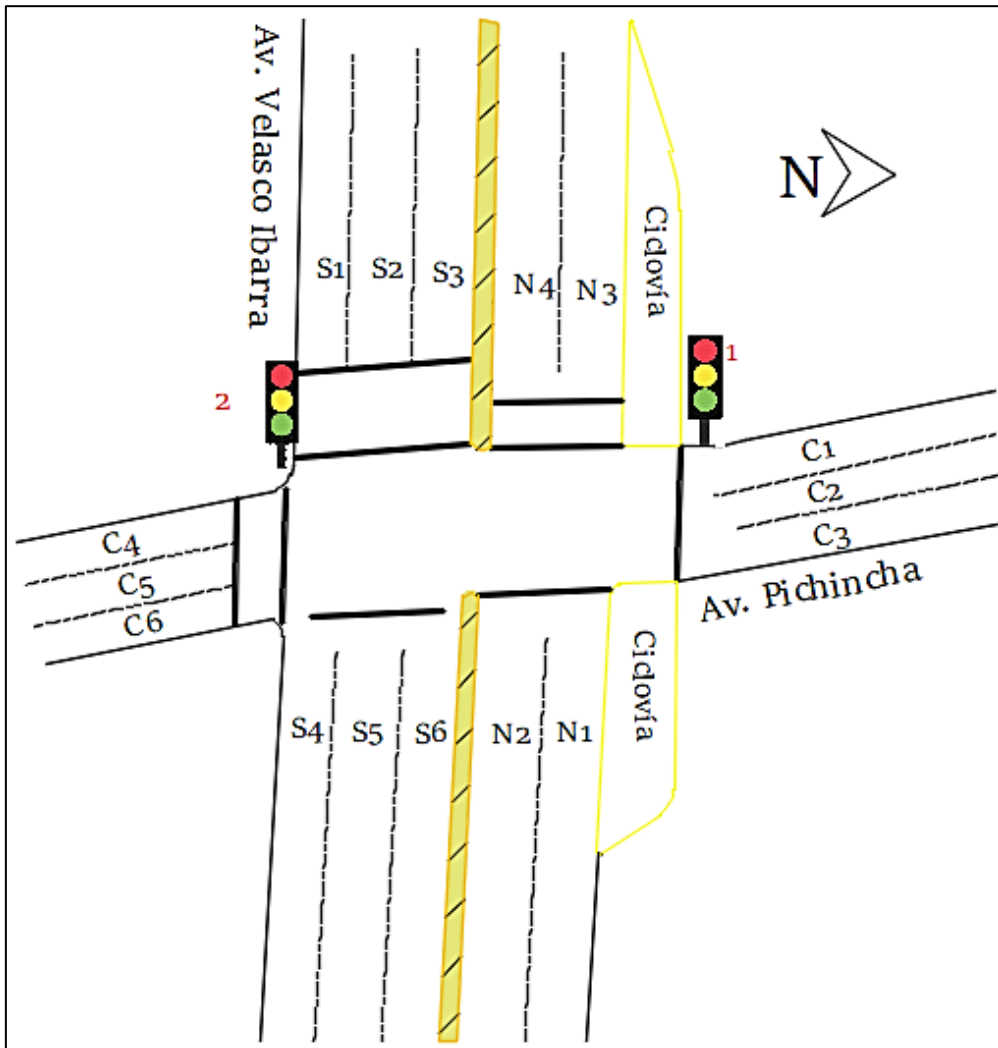 Av. Velasco Ibarra
N
Ciclovía
S1 S2 S3 N4 N3
1
2
C1
C2
C3
C4
C5
C6
Av. Pichincha
Ciclovía
S4 S5 S6 N2 N1